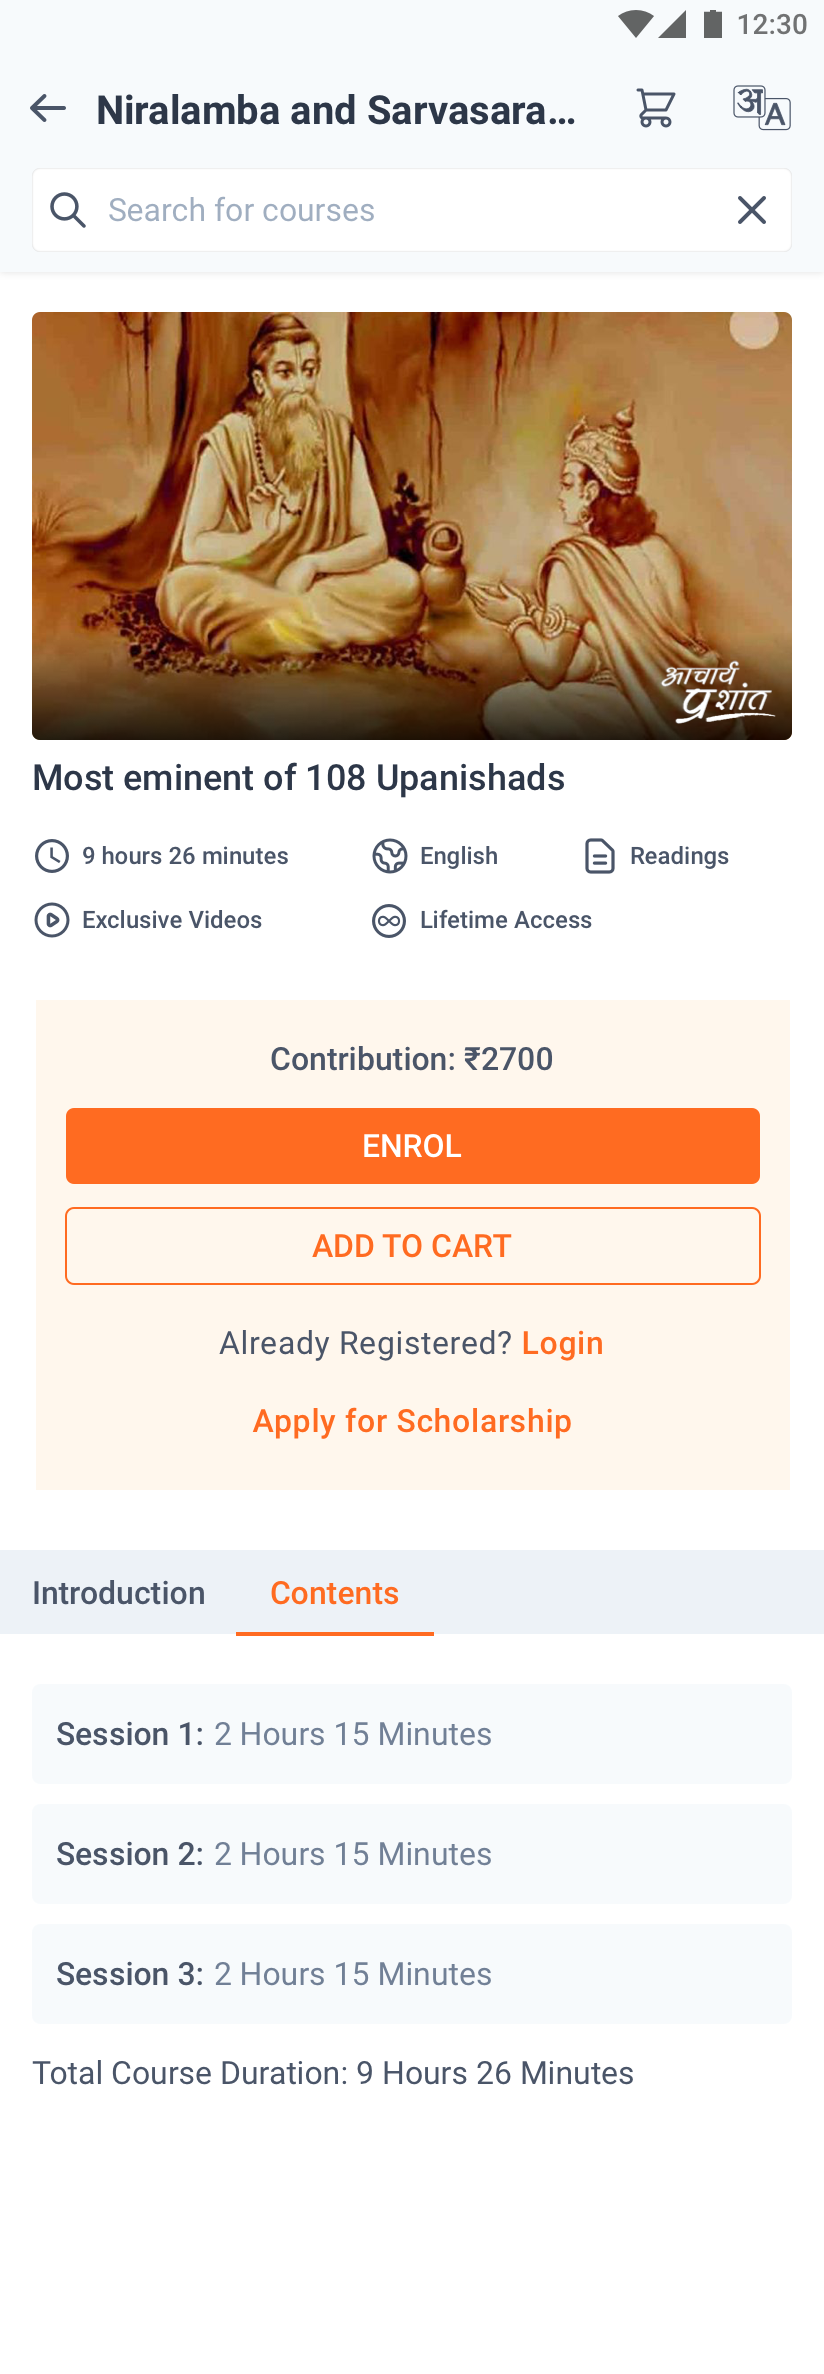 12:30
Niralamba and Sarvasara...
अ A
Search for courses
आचार्य
प्रशांत
Most eminent of 108 Upanishads
9 hours 26 minutes
English
Readings
Exclusive Videos
Lifetime Access
Contribution: ₹2700
ENROL
ADD TO CART
Already Registered? Login
Apply for Scholarship
Introduction
Contents
Session 1: 2 Hours 15 Minutes
Session 2: 2 Hours 15 Minutes
Session 3: 2 Hours 15 Minutes
Total Course Duration: 9 Hours 26 Minutes